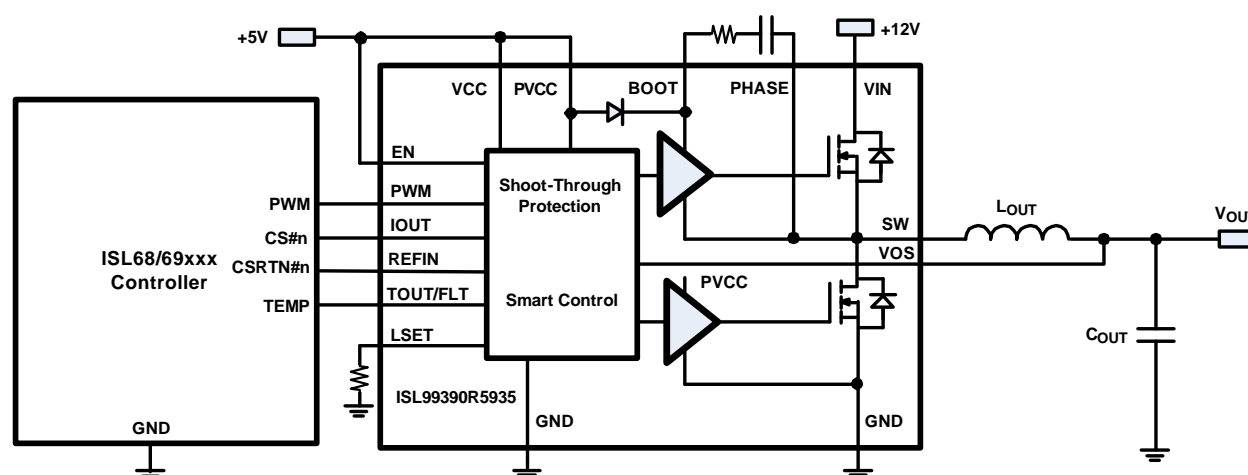 +5V
+12V
VCC
PVCC
BOOT
PHASE
VIN
EN
PWM
PWM
CS#n
IOUT
CSRTN#n
REFIN
TEMP
TOUT/FLT
LSET
ISL68/69xxx
Controller
Shoot-Through
Protection
Smart Control
PVCC
SW
VOS
LOUT
VOUT
COUT
ISL99390R5935
GND
GND
GND